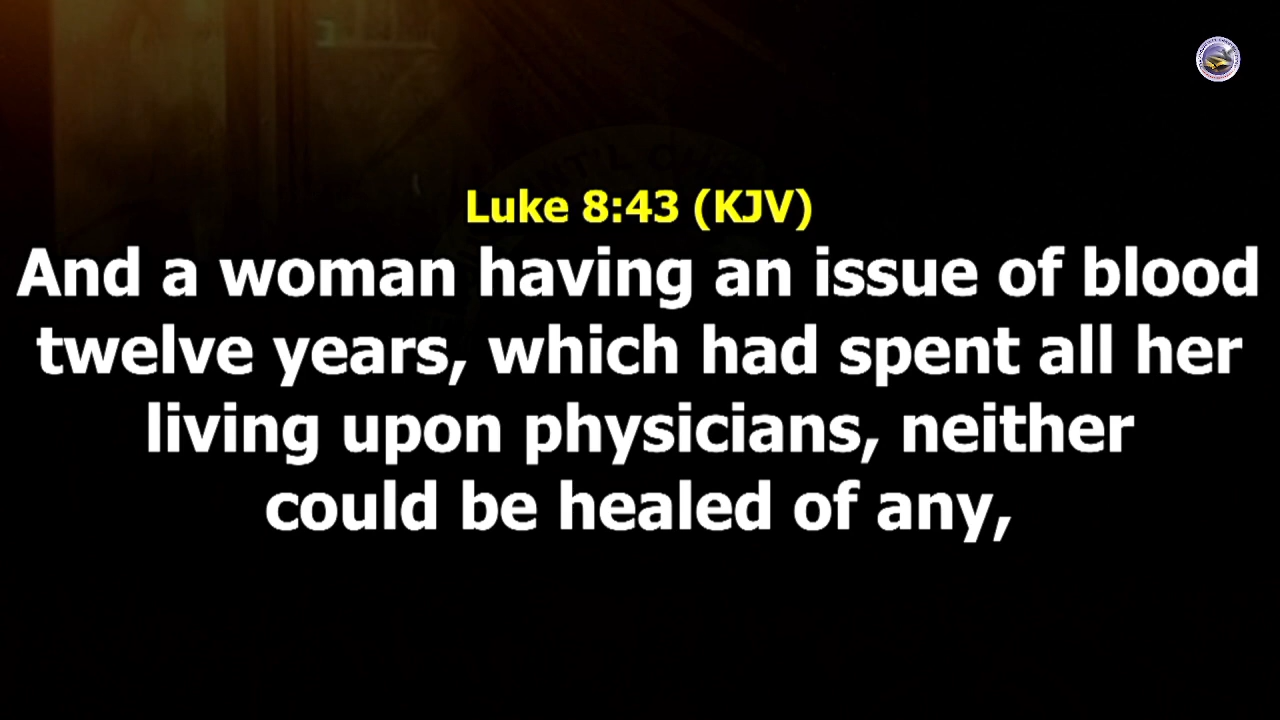 Luke 8:43 (KJV)
And a woman having an issue of blood
twelve years, which had spent all her
living upon physicians, neither
could be healed of any,